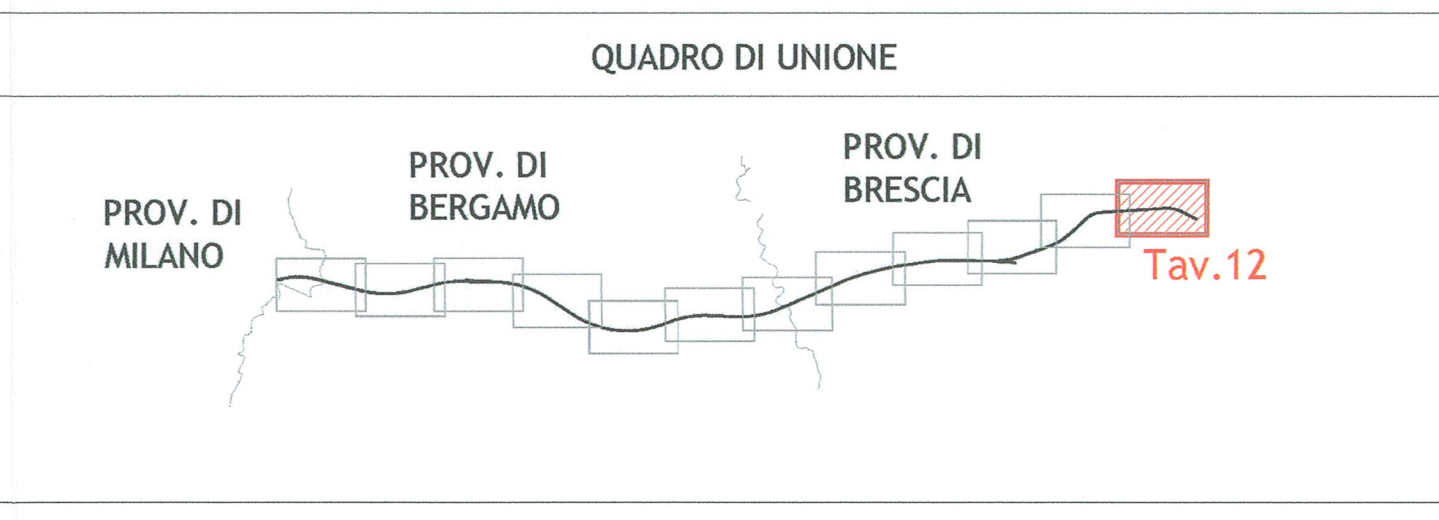 QUADRO DI UNIONE
PROV. DI
MILANO
PROV. DI
BERGAMO
PROV. DI
BRESCIA
Tav.12